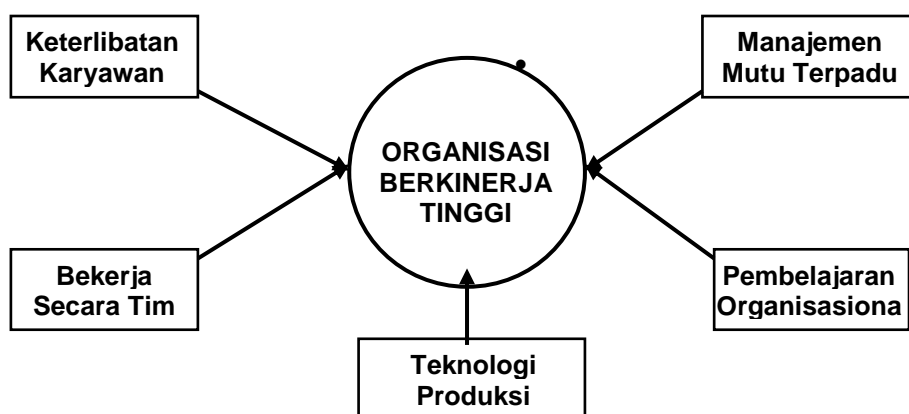 Keterlibatan
Karyawan
Manajemen
Mutu Terpadu
ORGANISASI
BERKINERJA
TINGGI
Bekerja
Secara Tim
Pembelajaran
Organisasiona
Teknologi
Produksi